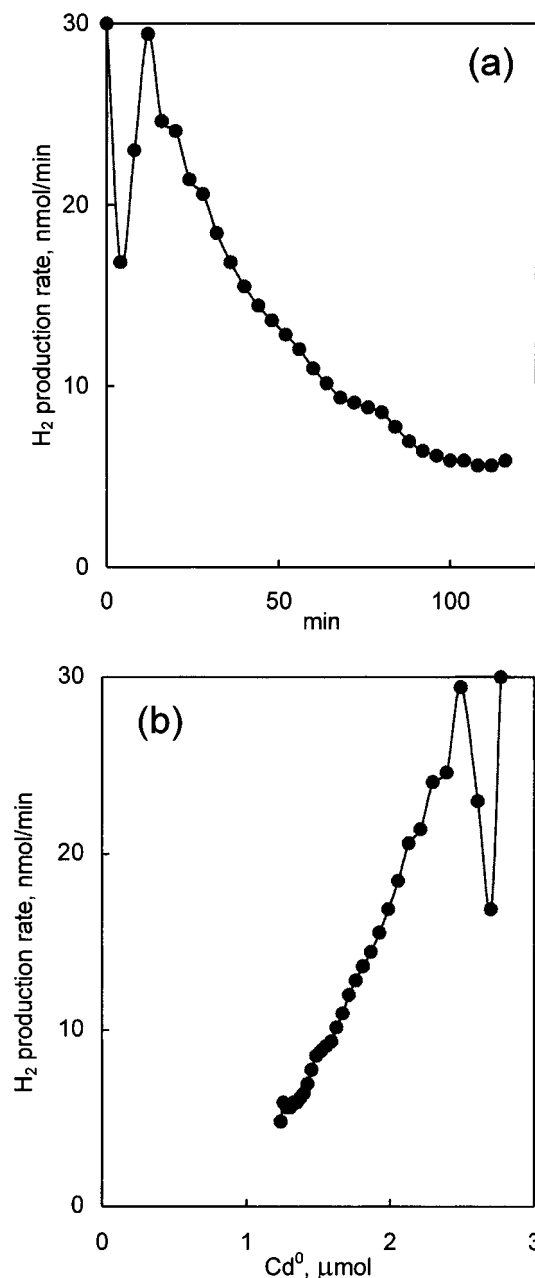 (a)
30
20
10
0
H₂ production rate, nmol/min
0
50
100
min
(b)
30
20
10
0
H₂ production rate, nmol/min
0
1
2
3
Cd⁰, μmol